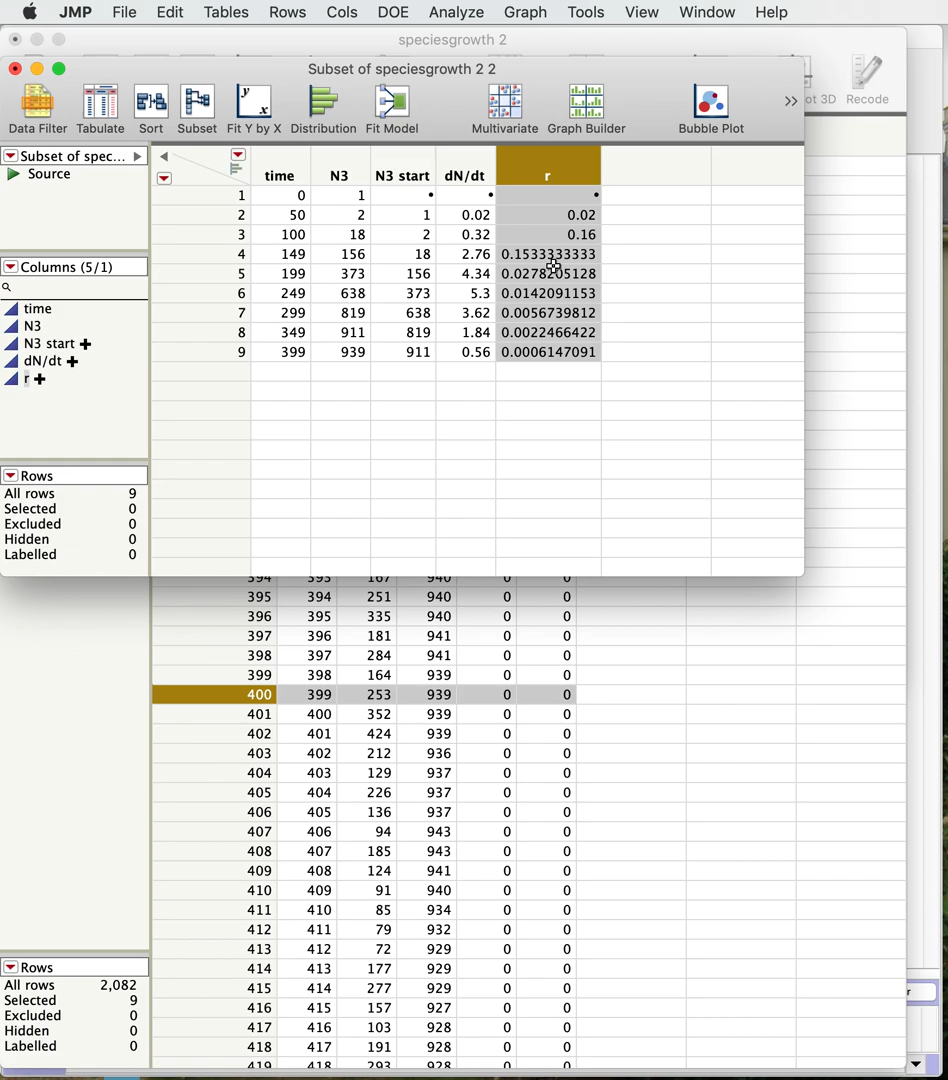 JMP File Edit Tables Rows Cols DOE Analyze Graph Tools View Window Help
speciesgrowth 2
Subset of speciesgrowth 2 2
ot 3D Recode
Data Filter Tabulate Sort Subset Fit Y by X Distribution Fit Model Multivariate Graph Builder Bubble Plot
Subset of spec...
Source
time N3 N3 start dN/dt r
1 0 1 • • •
2 50 2 1 0.02 0.02
3 100 18 2 0.32 0.16
4 149 156 18 2.76 0.1533333333
5 199 373 156 4.34 0.0278205128
6 249 638 373 5.3 0.0142091153
7 299 819 638 3.62 0.0056739812
8 349 911 819 1.84 0.0022466422
9 399 939 911 0.56 0.0006147091
Columns (5/1)
time
N3
N3 start
dN/dt
r
Rows
All rows 9
Selected 0
Excluded 0
Hidden 0
Labelled 0
394 393 167 940 0 0
395 394 251 940 0 0
396 395 335 940 0 0
397 396 181 941 0 0
398 397 284 941 0 0
399 398 164 939 0 0
400 399 253 939 0 0
401 400 352 939 0 0
402 401 424 939 0 0
403 402 212 936 0 0
404 403 129 937 0 0
405 404 226 937 0 0
406 405 136 937 0 0
407 406 94 943 0 0
408 407 185 943 0 0
409 408 124 941 0 0
410 409 91 940 0 0
411 410 85 934 0 0
412 411 79 932 0 0
413 412 72 929 0 0
414 413 177 929 0 0
415 414 277 929 0 0
416 415 157 927 0 0
417 416 103 928 0 0
418 417 191 928 0 0
419 418 293 928 0 0
Rows
All rows 2,082
Selected 9
Excluded 0
Hidden 0
Labelled 0
r